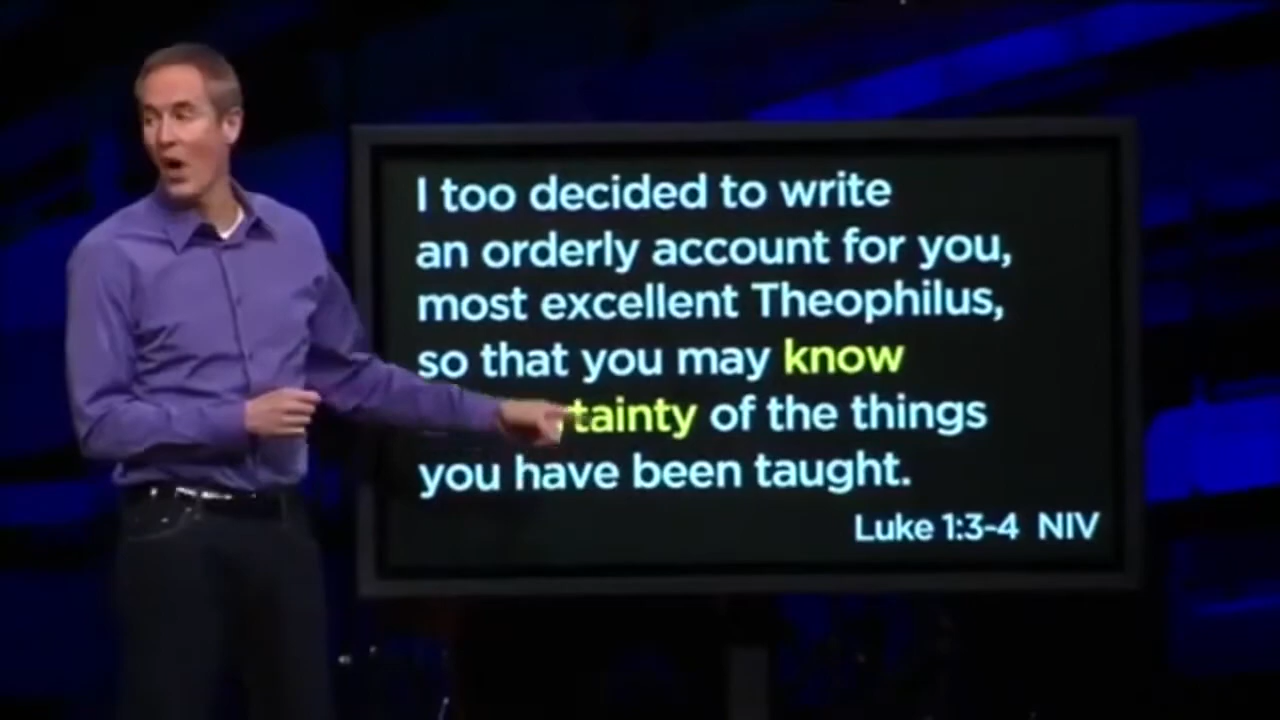 I too decided to write
an orderly account for you,
most excellent Theophilus,
so that you may know
rtainty of the things
you have been taught.
Luke 1:3-4 NIV